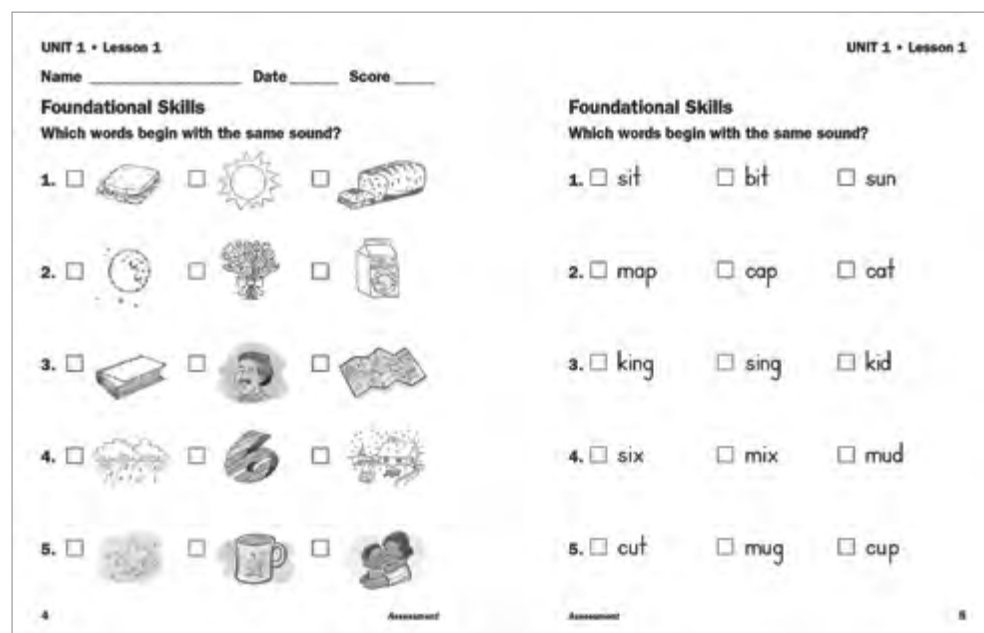 UNIT 1 • Lesson 1
Name Date Score
Foundational Skills
Which words begin with the same sound?
1.
2.
3.
4.
5.
4 Assessment
UNIT 1 • Lesson 1
Foundational Skills
Which words begin with the same sound?
1. sit bit sun
2. map cap cat
3. king sing kid
4. six mix mud
5. cut mug cup
Assessment 5